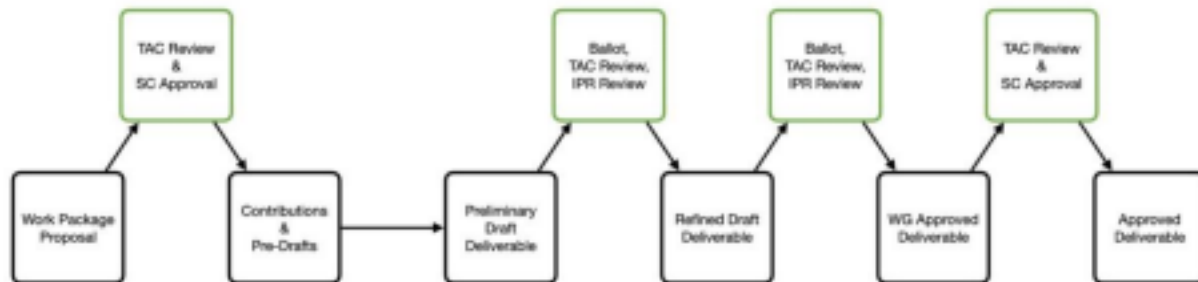 TAC Review
&
SC Approval
Ballot,
TAC Review,
IPR Review
Ballot,
TAC Review,
IPR Review
TAC Review
&
SC Approval
Work Package
Proposal
Contributions
&
Pre-Drafts
Preliminary
Draft
Deliverable
Refined Draft
Deliverable
WG Approved
Deliverable
Approved
Deliverable